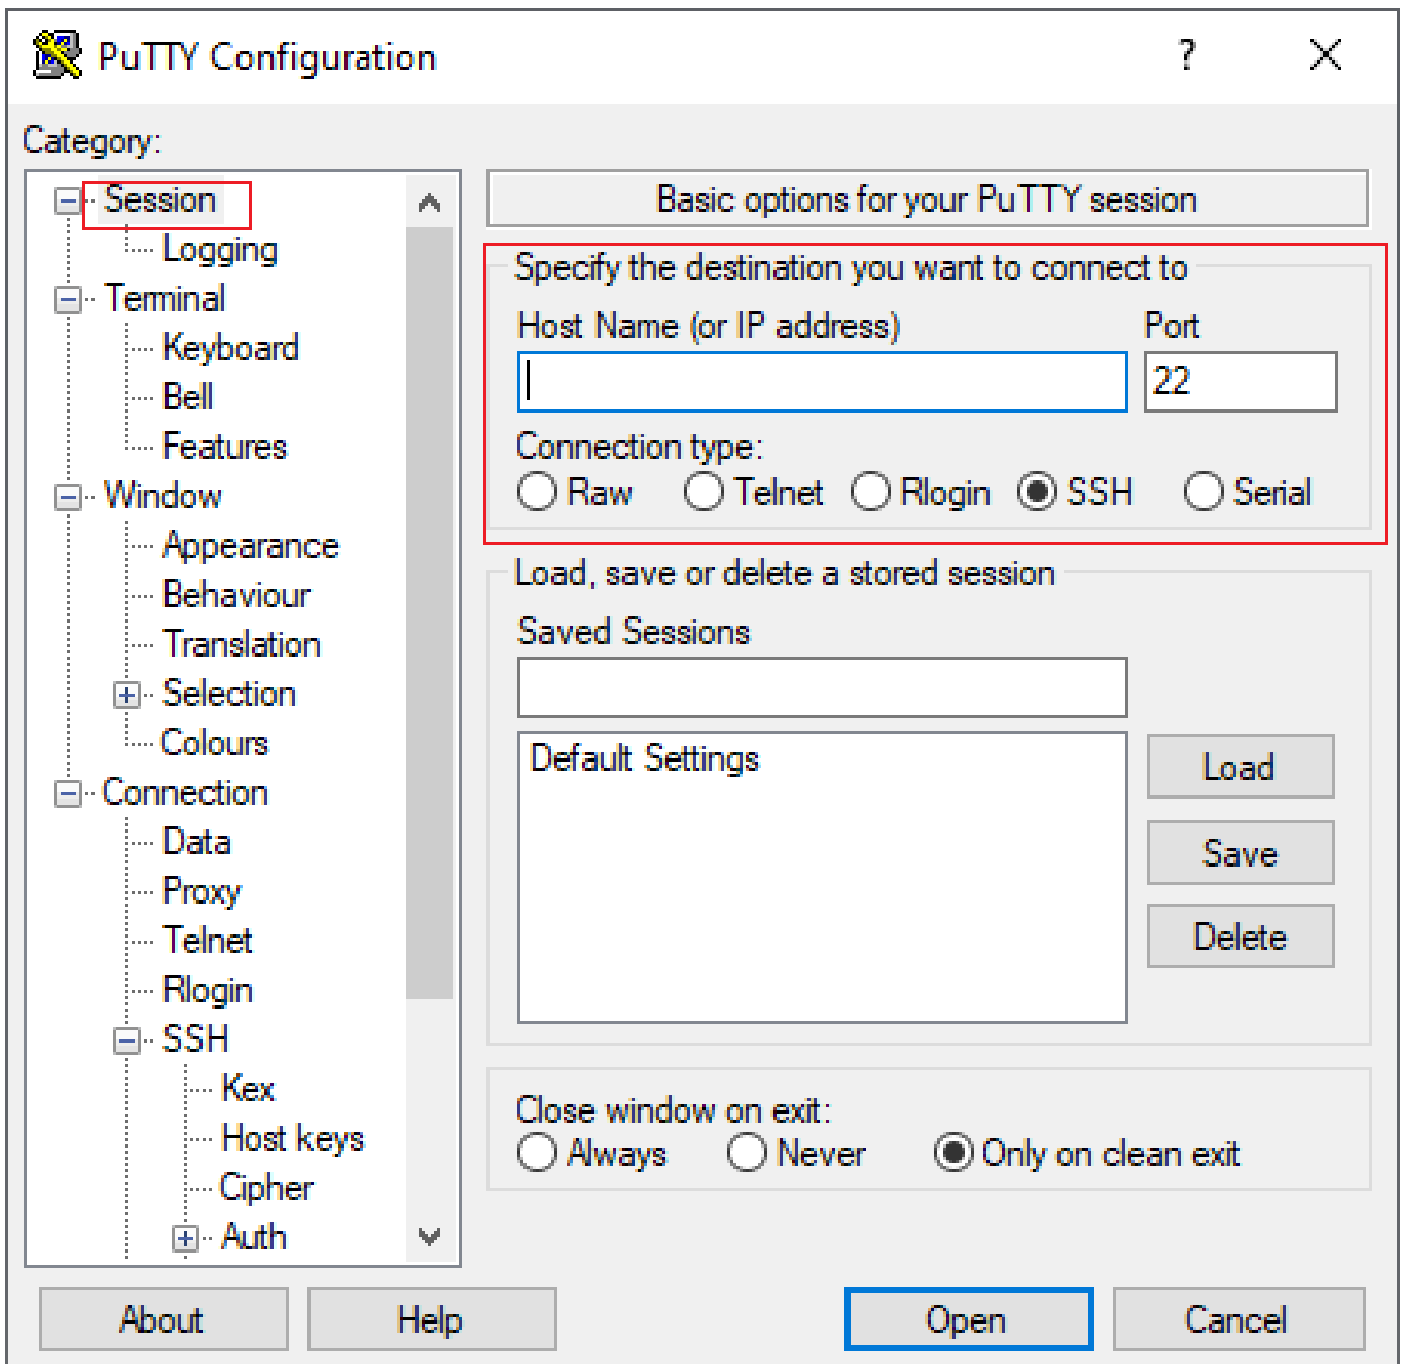 PuTTY Configuration ?
Category:
Session
Logging
Terminal
Keyboard
Bell
Features
Window
Appearance
Behaviour
Translation
Selection
Colours
Connection
Data
Proxy
Telnet
Rlogin
SSH
Kex
Host keys
Cipher
Auth
Basic options for your PuTTY session
Specify the destination you want to connect to
Host Name (or IP address) Port
22
Connection type:
Raw Telnet Rlogin SSH Serial
Load, save or delete a stored session
Saved Sessions
Default Settings
Load
Save
Delete
Close window on exit:
Always Never Only on clean exit
About Help Open Cancel